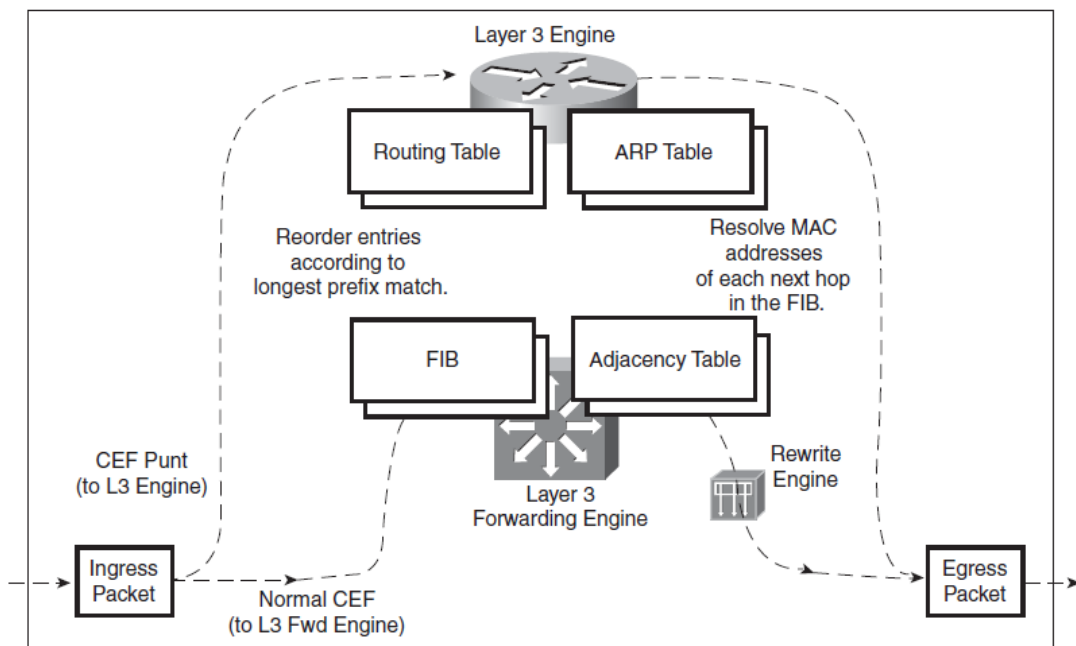 Layer 3 Engine
Routing Table
ARP Table
Reorder entries
according to
longest prefix match.
Resolve MAC
addresses
of each next hop
in the FIB.
FIB
Adjacency Table
CEF Punt
(to L3 Engine)
Layer 3
Forwarding Engine
Rewrite
Engine
Ingress
Packet
Normal CEF
(to L3 Fwd Engine)
Egress
Packet